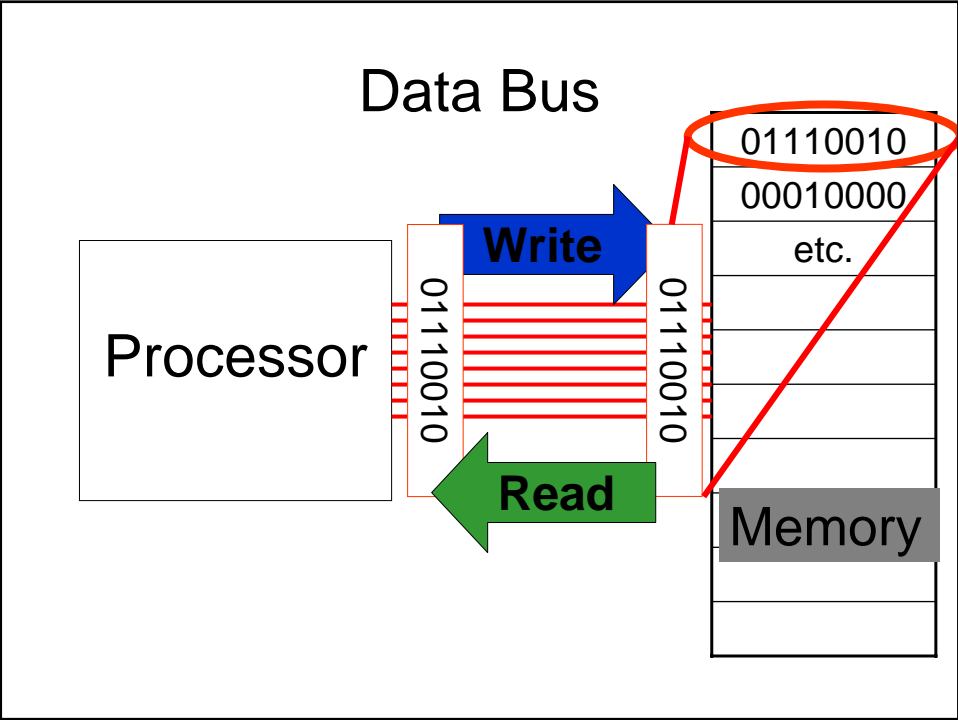 Data Bus
01110010
00010000
etc.
Write
Processor
01110010
01110010
Read
Memory